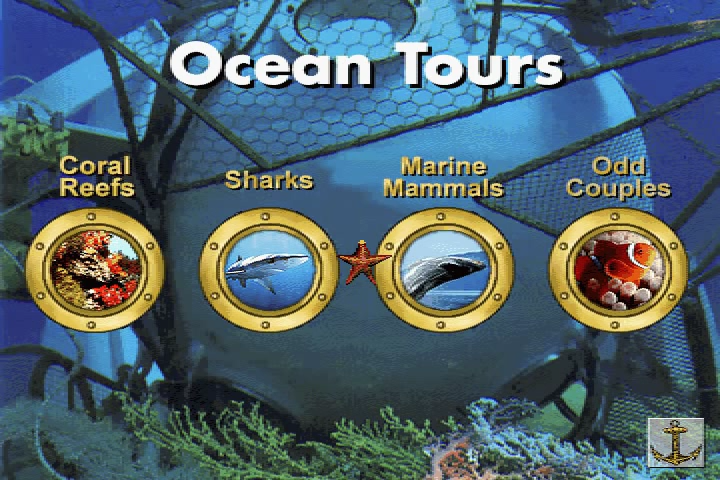 Ocean Tours
Coral
Reefs
Sharks
Marine
Mammals
Odd
Couples